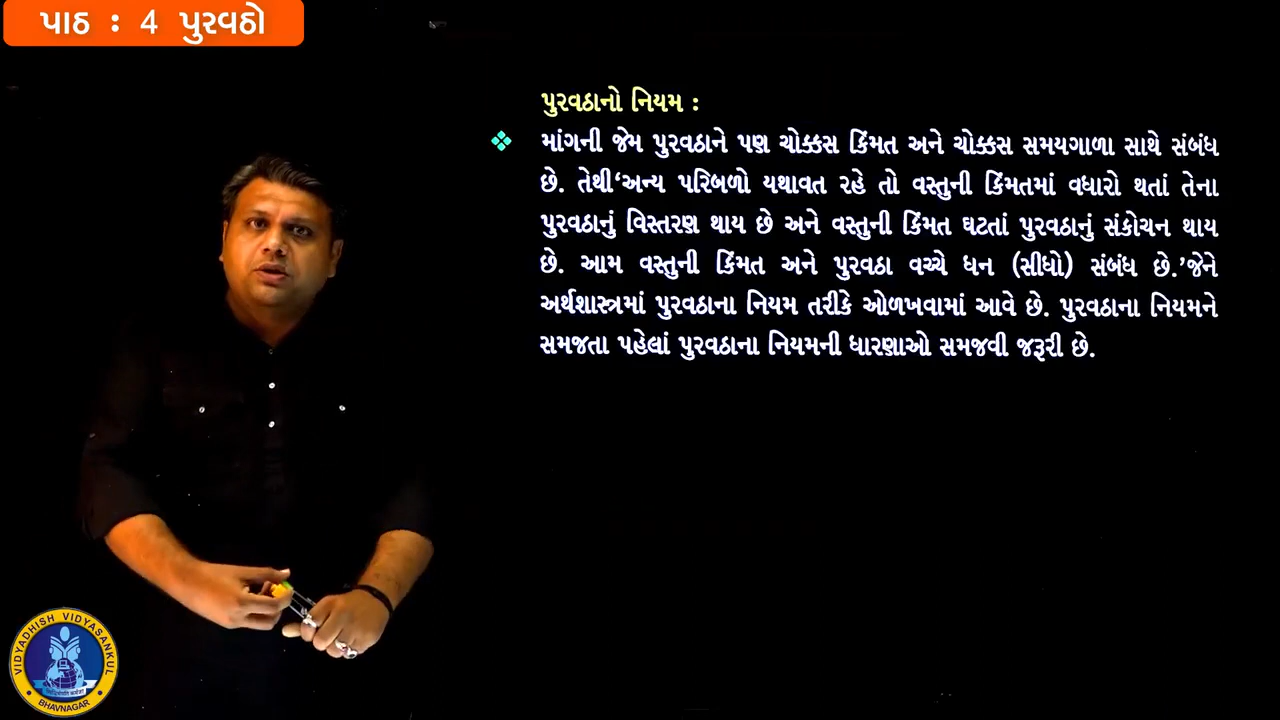 પાઠ : 4 પુરવઠો
પુરવઠાનો નિયમ :
માંગની જેમ પુરવઠાને પણ ચોક્કસ કિંમત અને ચોક્કસ સમયગાળા સાથે સંબંધ
છે. તેથી‘અન્ય પરિબળો યથાવત રહે તો વસ્તુની કિંમતમાં વધારો થતાં તેના
પુરવઠાનું વિસ્તરણ થાય છે અને વસ્તુની કિંમત ઘટતાં પુરવઠાનું સંકોચન થાય
છે. આમ વસ્તુની કિંમત અને પુરવઠા વચ્ચે ધન (સીધો) સંબંધ છે.’જેને
અર્થશાસ્ત્રમાં પુરવઠાના નિયમ તરીકે ઓળખવામાં આવે છે. પુરવઠાના નિયમને
સમજતા પહેલાં પુરવઠાના નિયમની ધારણાઓ સમજવી જરૂરી છે.
VIDYADHISH VIDYASANKUL
BHAVNAGAR